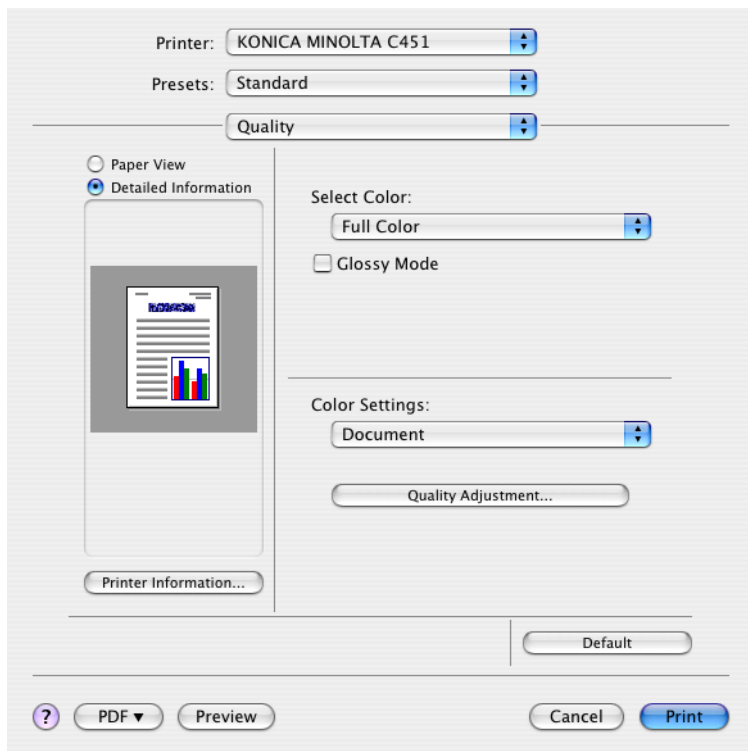 Printer: KONICA MINOLTA C451
Presets: Standard
Quality
Paper View
Detailed Information
Select Color:
Full Color
Glossy Mode
Color Settings:
Document
Quality Adjustment...
Printer Information...
Default
? PDF ▼ Preview Cancel Print